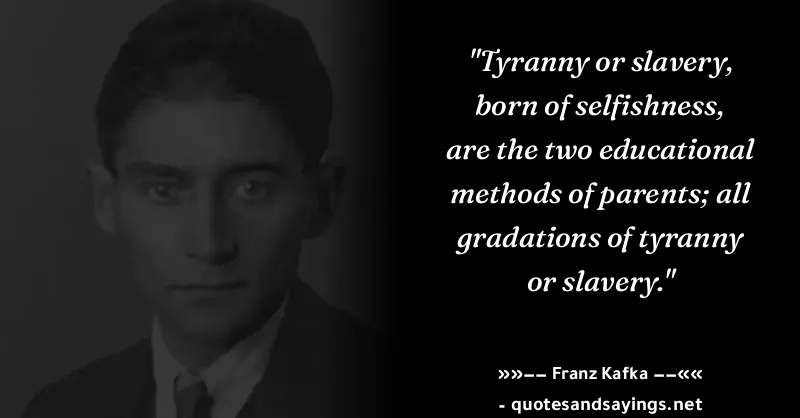 "Tyranny or slavery,
born of selfishness,
are the two educational
methods of parents; all
gradations of tyranny
or slavery."
»»–– Franz Kafka ––««
- quotesandsayings.net